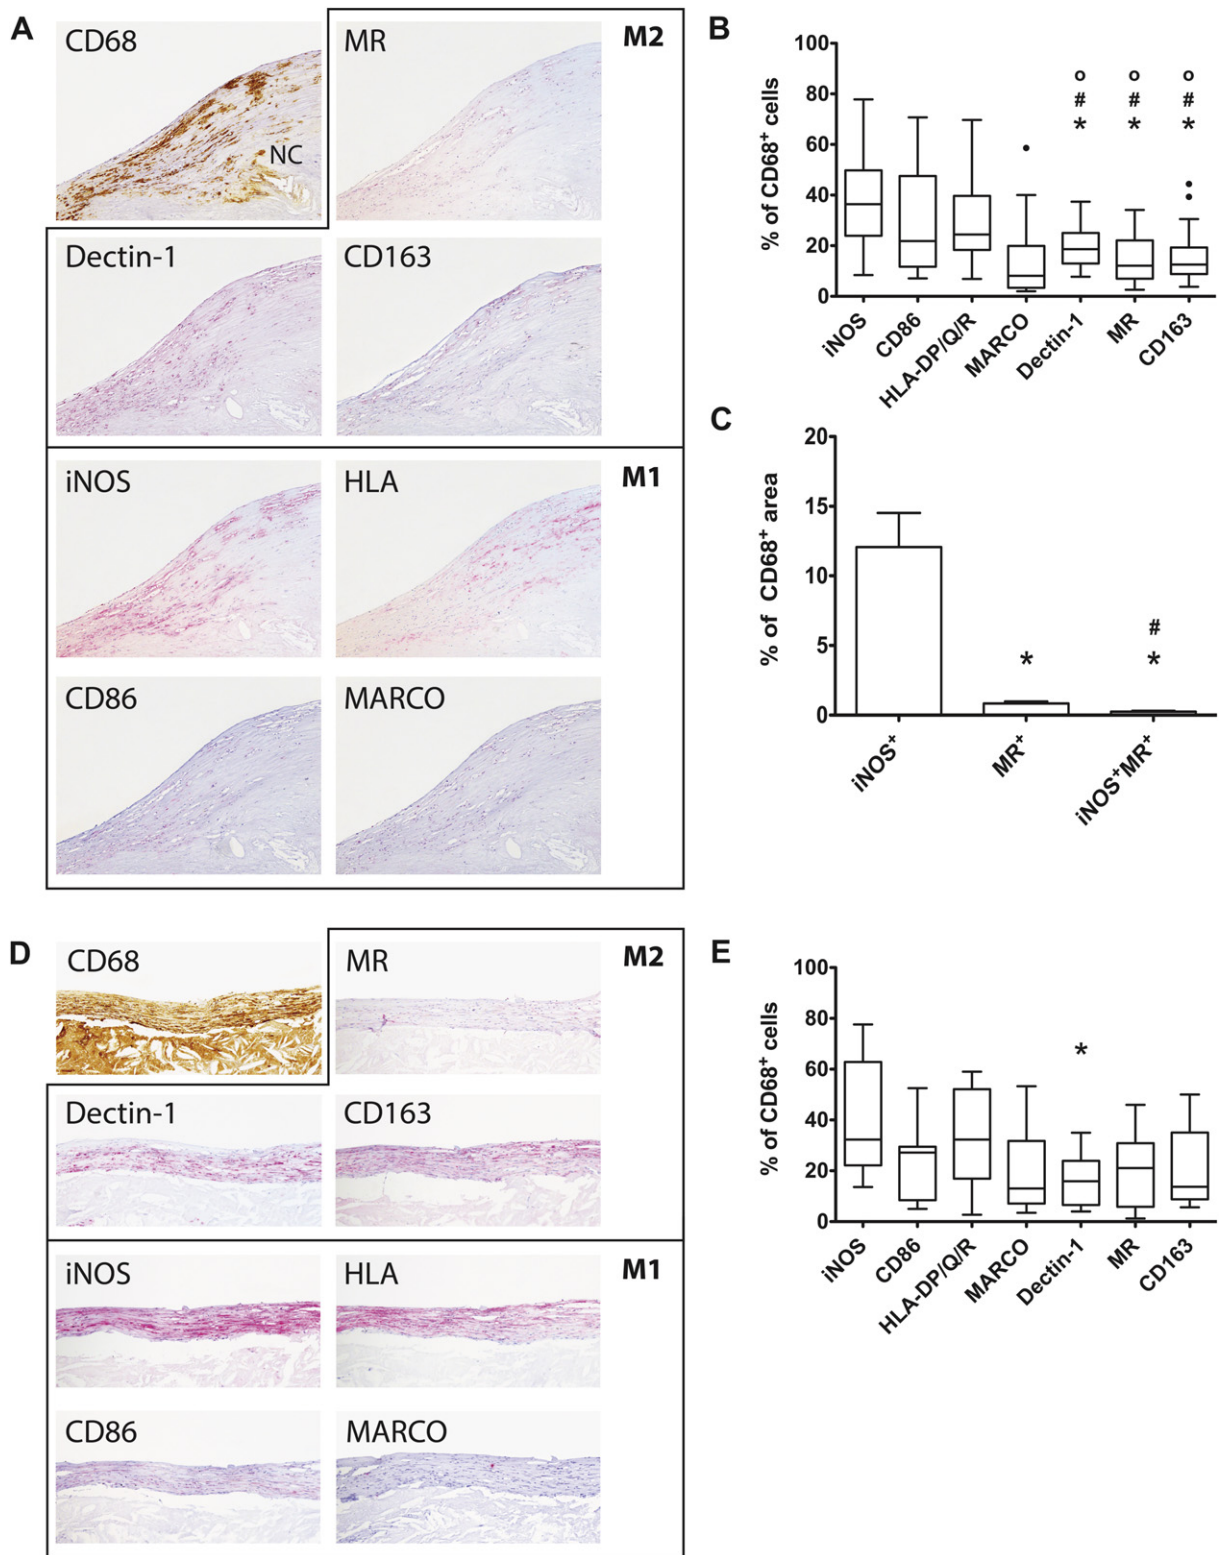 A
CD68
NC
MR
M2
Dectin-1
CD163
iNOS
HLA
M1
CD86
MARCO
B
% of CD68⁺ cells
100
80
60
40
20
0
o o o
# # #
* * *
iNOS
CD86
HLA-DP/Q/R
MARCO
Dectin-1
MR
CD163
C
% of CD68⁺ area
20
15
10
5
0
#
* *
iNOS⁺
MR⁺
iNOS⁺MR⁺
D
CD68
MR
M2
Dectin-1
CD163
iNOS
HLA
M1
CD86
MARCO
E
% of CD68⁺ cells
100
80
60
40
20
0
*
iNOS
CD86
HLA-DP/Q/R
MARCO
Dectin-1
MR
CD163